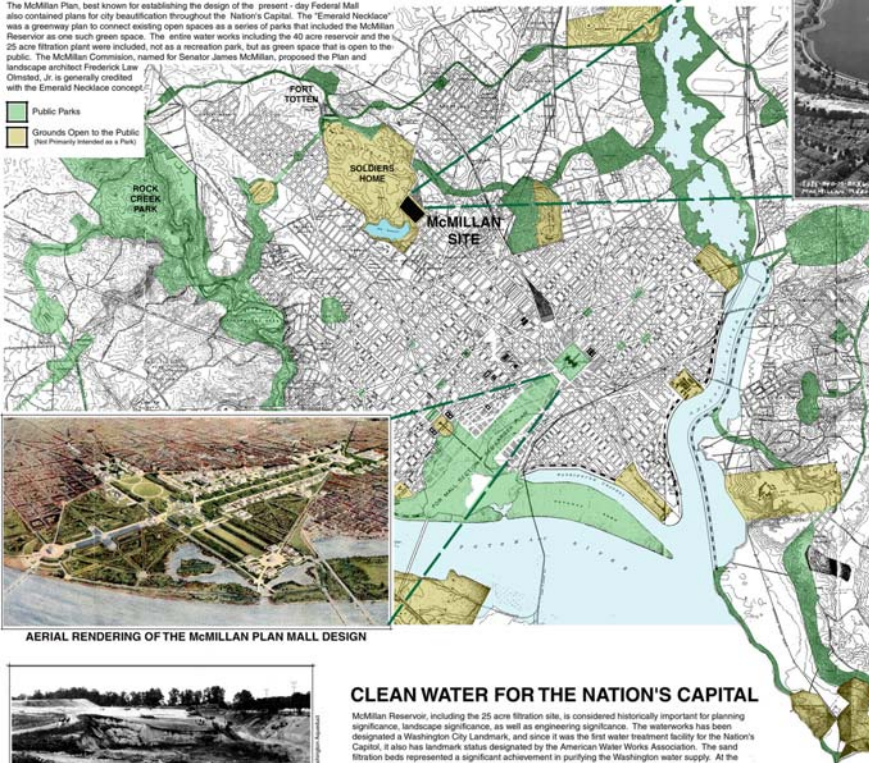 The McMillan Plan, best known for establishing the design of the present - day Federal Mall
also contained plans for city beautification throughout the Nation's Capital. The "Emerald Necklace"
was a greenway plan to connect existing open spaces as a series of parks that included the McMillan
Reservior as one such green space. The entire water works including the 40 acre reservoir and the
25 acre filtration plant were included, not as a recreation park, but as green space that is open to the
public. The McMillan Commision, named for Senator James McMillan, proposed the Plan and
landscape architect Frederick Law
Olmsted, Jr. is generally credited
with the Emerald Necklace concept.
Public Parks
Grounds Open to the Public
(Not Primarily Intended as a Park)
FORT
TOTTEN
SOLDIERS
HOME
ROCK
CREEK
PARK
McMILLAN
SITE
POTOMAC RIVER
AERIAL RENDERING OF THE McMILLAN PLAN MALL DESIGN
CLEAN WATER FOR THE NATION'S CAPITAL
McMillan Reservoir, including the 25 acre filtration site, is considered historically important for planning
significance, landscape significance, as well as engineering signifcance. The waterworks has been
designated a Washington City Landmark, and since it was the first water treatment facility for the Nation's
Capitol, it also has landmark status designated by the American Water Works Association. The sand
filtration beds represented a significant achievement in purifying the Washington water supply. At the